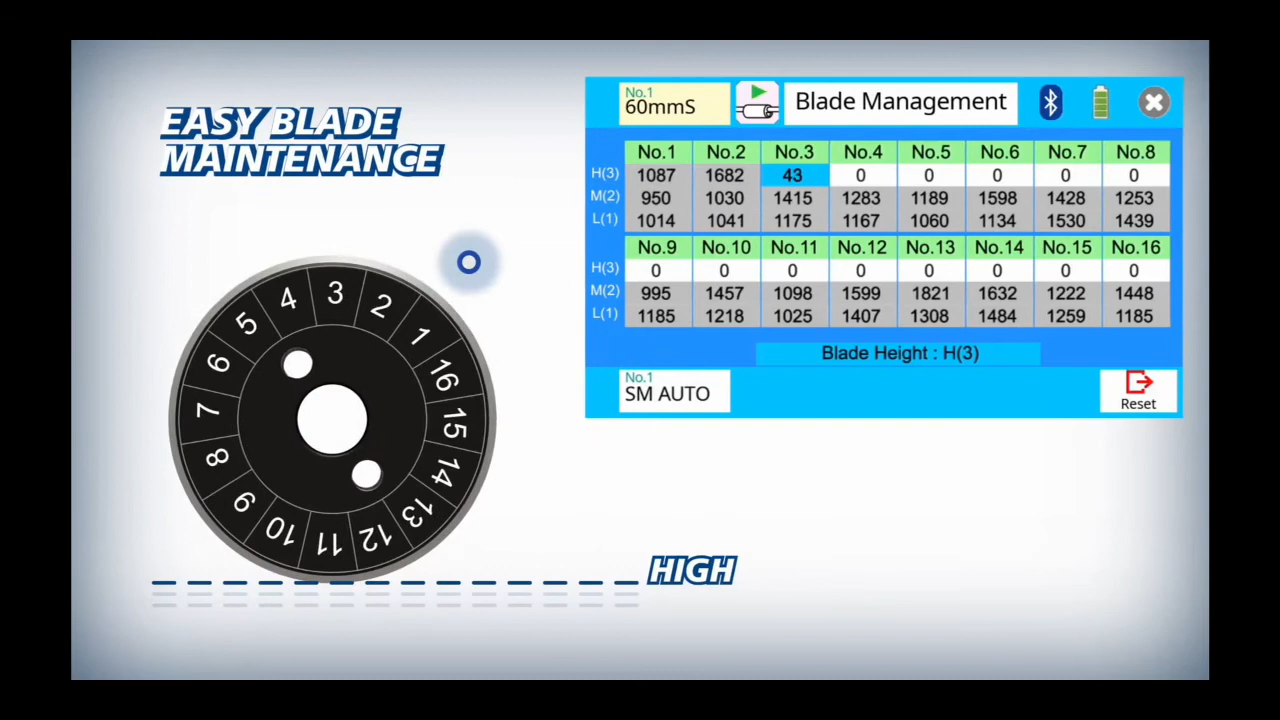 EASY BLADE
MAINTENANCE
No.1
60mmS
Blade Management
No.1 No.2 No.3 No.4 No.5 No.6 No.7 No.8
H(3) 1087 1682 43 0 0 0 0 0
M(2) 950 1030 1415 1283 1189 1598 1428 1253
L(1) 1014 1041 1175 1167 1060 1134 1530 1439
No.9 No.10 No.11 No.12 No.13 No.14 No.15 No.16
H(3) 0 0 0 0 0 0 0 0
M(2) 995 1457 1098 1599 1821 1632 1222 1448
L(1) 1185 1218 1025 1407 1308 1484 1259 1185
Blade Height : H(3)
No.1
SM AUTO
Reset
1
2
3
4
5
6
7
8
9
10
11
12
13
14
15
16
HIGH